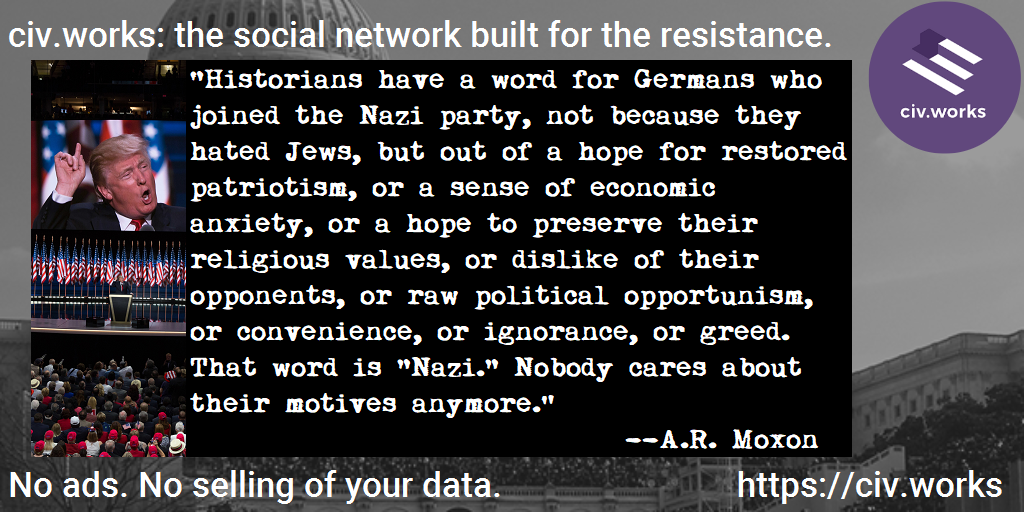 civ.works: the social network built for the resistance.
civ.works
"Historians have a word for Germans who
joined the Nazi party, not because they
hated Jews, but out of a hope for restored
patriotism, or a sense of economic
anxiety, or a hope to preserve their
religious values, or dislike of their
opponents, or raw political opportunism,
or convenience, or ignorance, or greed.
That word is "Nazi." Nobody cares about
their motives anymore."
--A.R. Moxon
No ads. No selling of your data.
https://civ.works